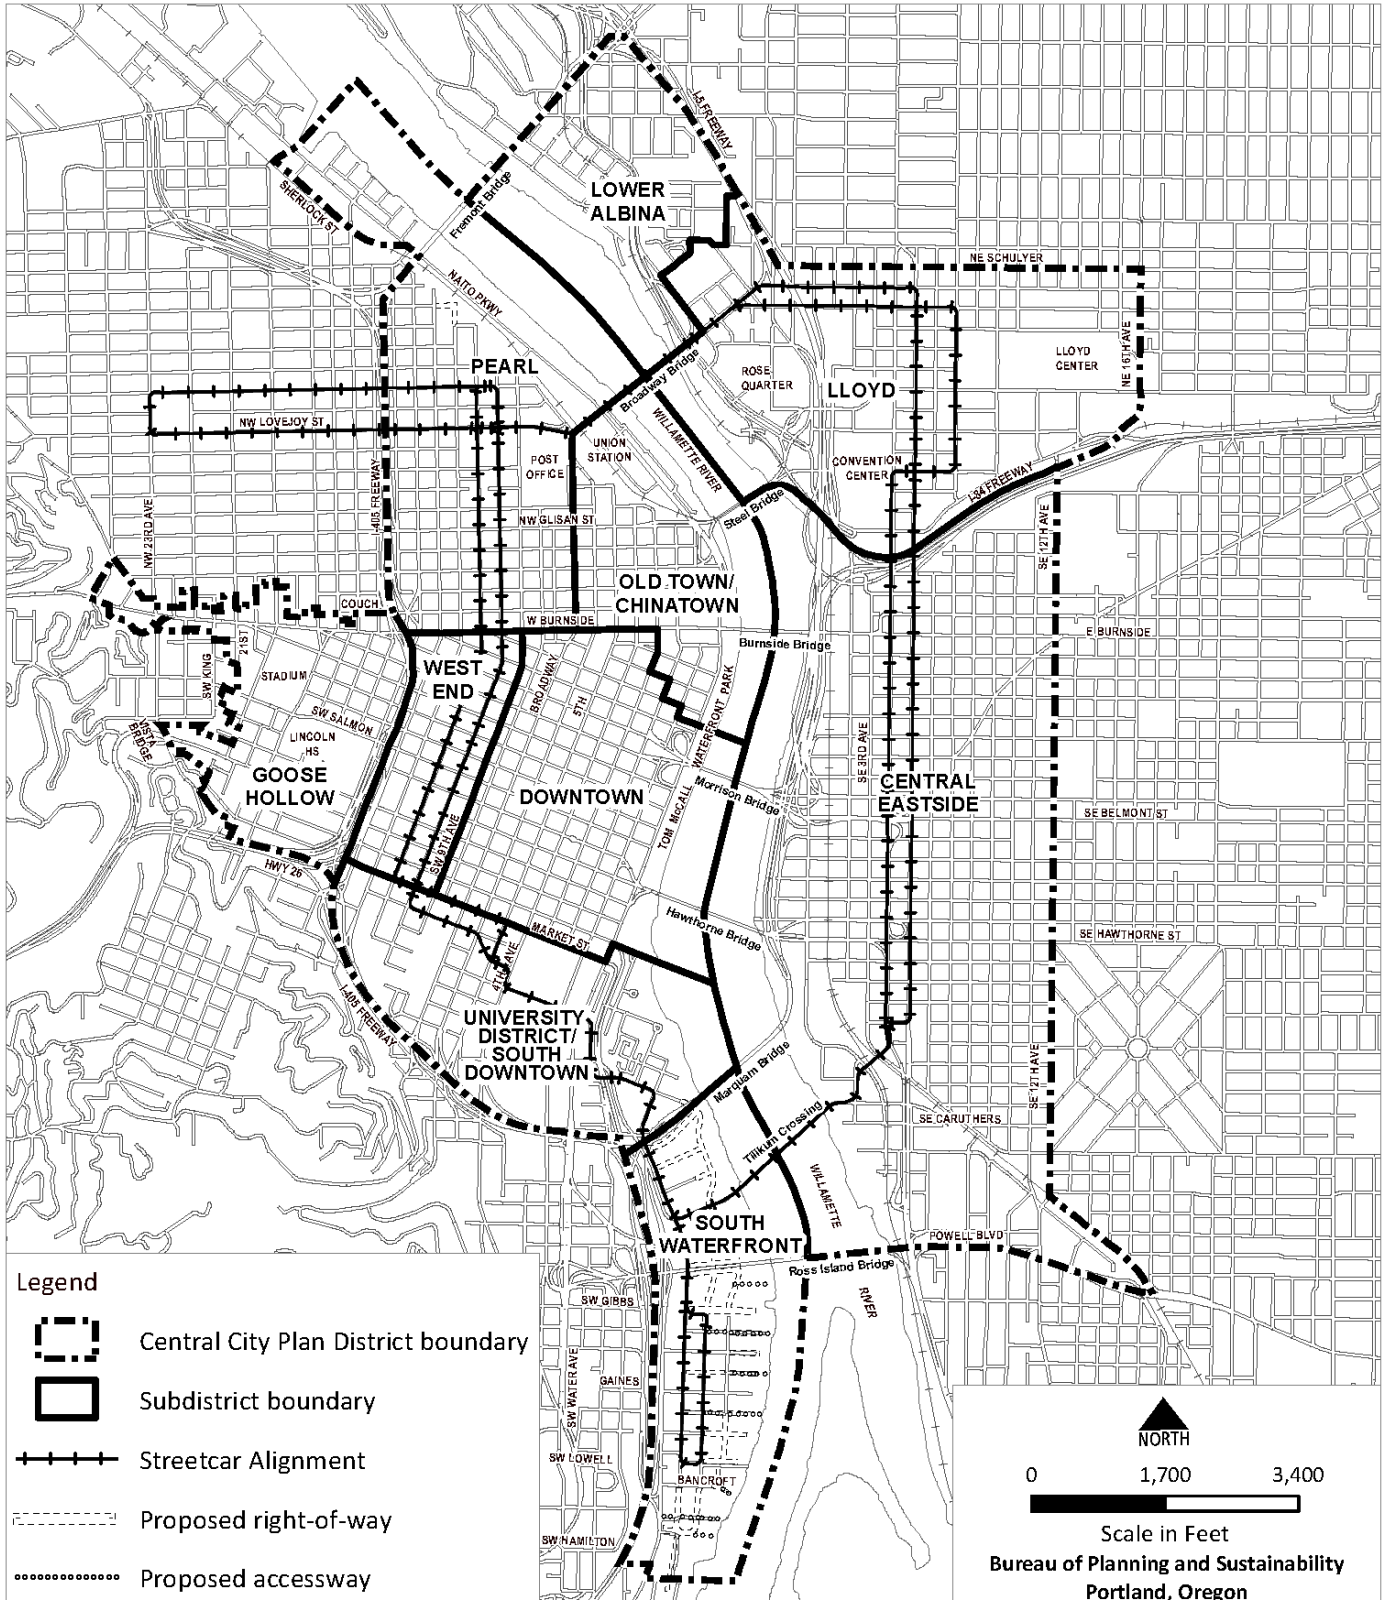 I-5 FREEWAY
LOWER
ALBINA
SHERLOCK ST
Fremont Bridge
NE SCHULYER
NAITO PKWY
NE 16TH AVE
LLOYD
CENTER
PEARL
ROSE
QUARTER
LLOYD
Broadway Bridge
NW LOVEJOY ST
WILLAMETTE RIVER
UNION
STATION
POST
OFFICE
CONVENTION
CENTER
I-84 FREEWAY
I-405 FREEWAY
NW 23RD AVE
NW GLISAN ST
Steel Bridge
SE 12TH AVE
OLD TOWN/
CHINATOWN
COUCH
W BURNSIDE
E BURNSIDE
Burnside Bridge
21ST
SW KING
STADIUM
WEST
END
BROADWAY
5TH
SW SALMON
VISTA
BRIDGE
LINCOLN
HS
TOM McCALL WATERFRONT PARK
SE 3RD AVE
GOOSE
HOLLOW
DOWNTOWN
Morrison Bridge
CENTRAL
EASTSIDE
SE BELMONT ST
SW 9TH AVE
HWY 26
Hawthorne Bridge
MARKET ST
SE HAWTHORNE ST
4TH AVE
I-405 FREEWAY
UNIVERSITY
DISTRICT/
SOUTH
DOWNTOWN
Marquam Bridge
SE 12TH AVE
SE CARUTHERS
Tilikum Crossing
WILLAMETTE
RIVER
SOUTH
WATERFRONT
POWELL BLVD
Ross Island Bridge
SW GIBBS
SW WATER AVE
GAINES
SW LOWELL
BANCROFT
SW HAMILTON
Legend
Central City Plan District boundary
Subdistrict boundary
Streetcar Alignment
Proposed right-of-way
Proposed accessway
NORTH
0 1,700 3,400
Scale in Feet
Bureau of Planning and Sustainability
Portland, Oregon